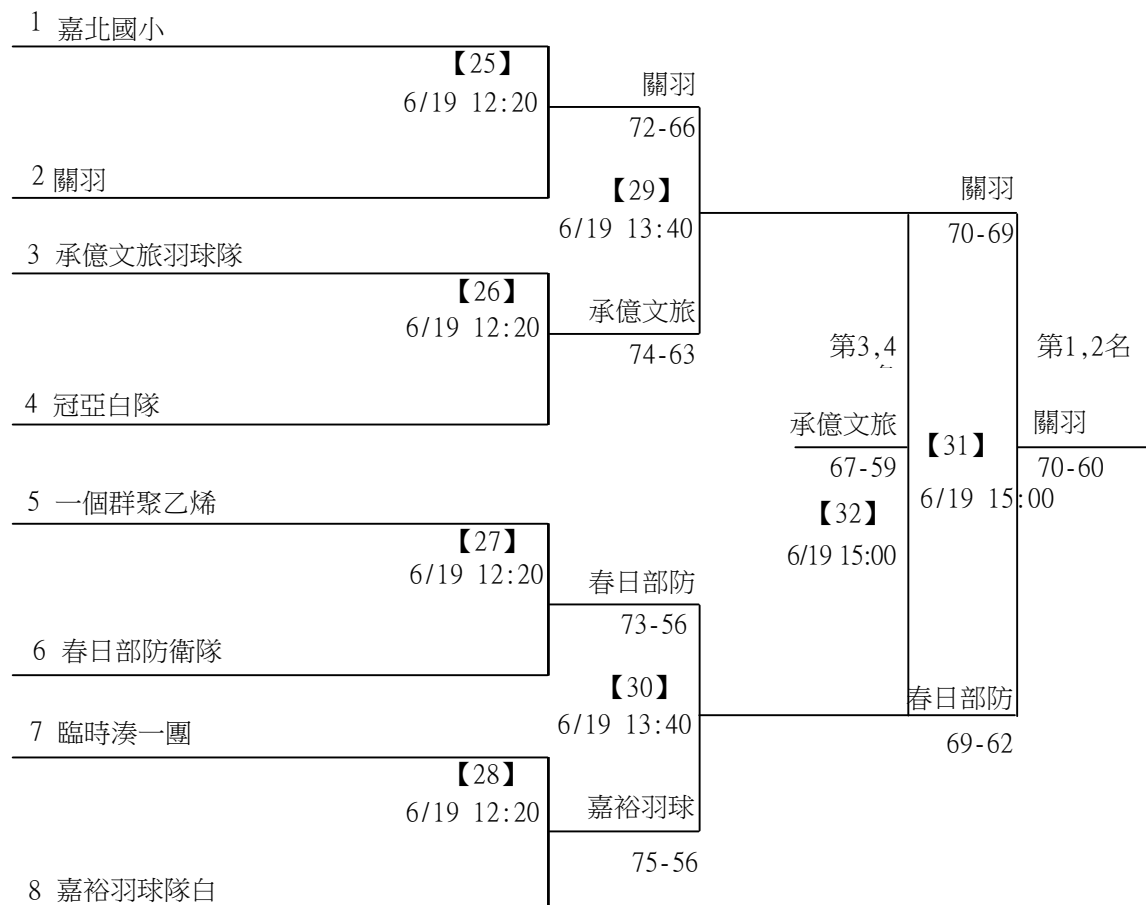 1 嘉北國小
【25】
6/19 12:20
關羽
72-66
2 關羽
【29】
6/19 13:40
關羽
70-69
3 承億文旅羽球隊
【26】
6/19 12:20
承億文旅
74-63
第3,4
第1,2名
4 冠亞白隊
承億文旅
67-59
【31】
6/19 15:00
關羽
70-60
【32】
6/19 15:00
5 一個群聚乙烯
【27】
6/19 12:20
春日部防
73-56
6 春日部防衛隊
【30】
6/19 13:40
春日部防
69-62
7 臨時湊一團
【28】
6/19 12:20
嘉裕羽球
75-56
8 嘉裕羽球隊白